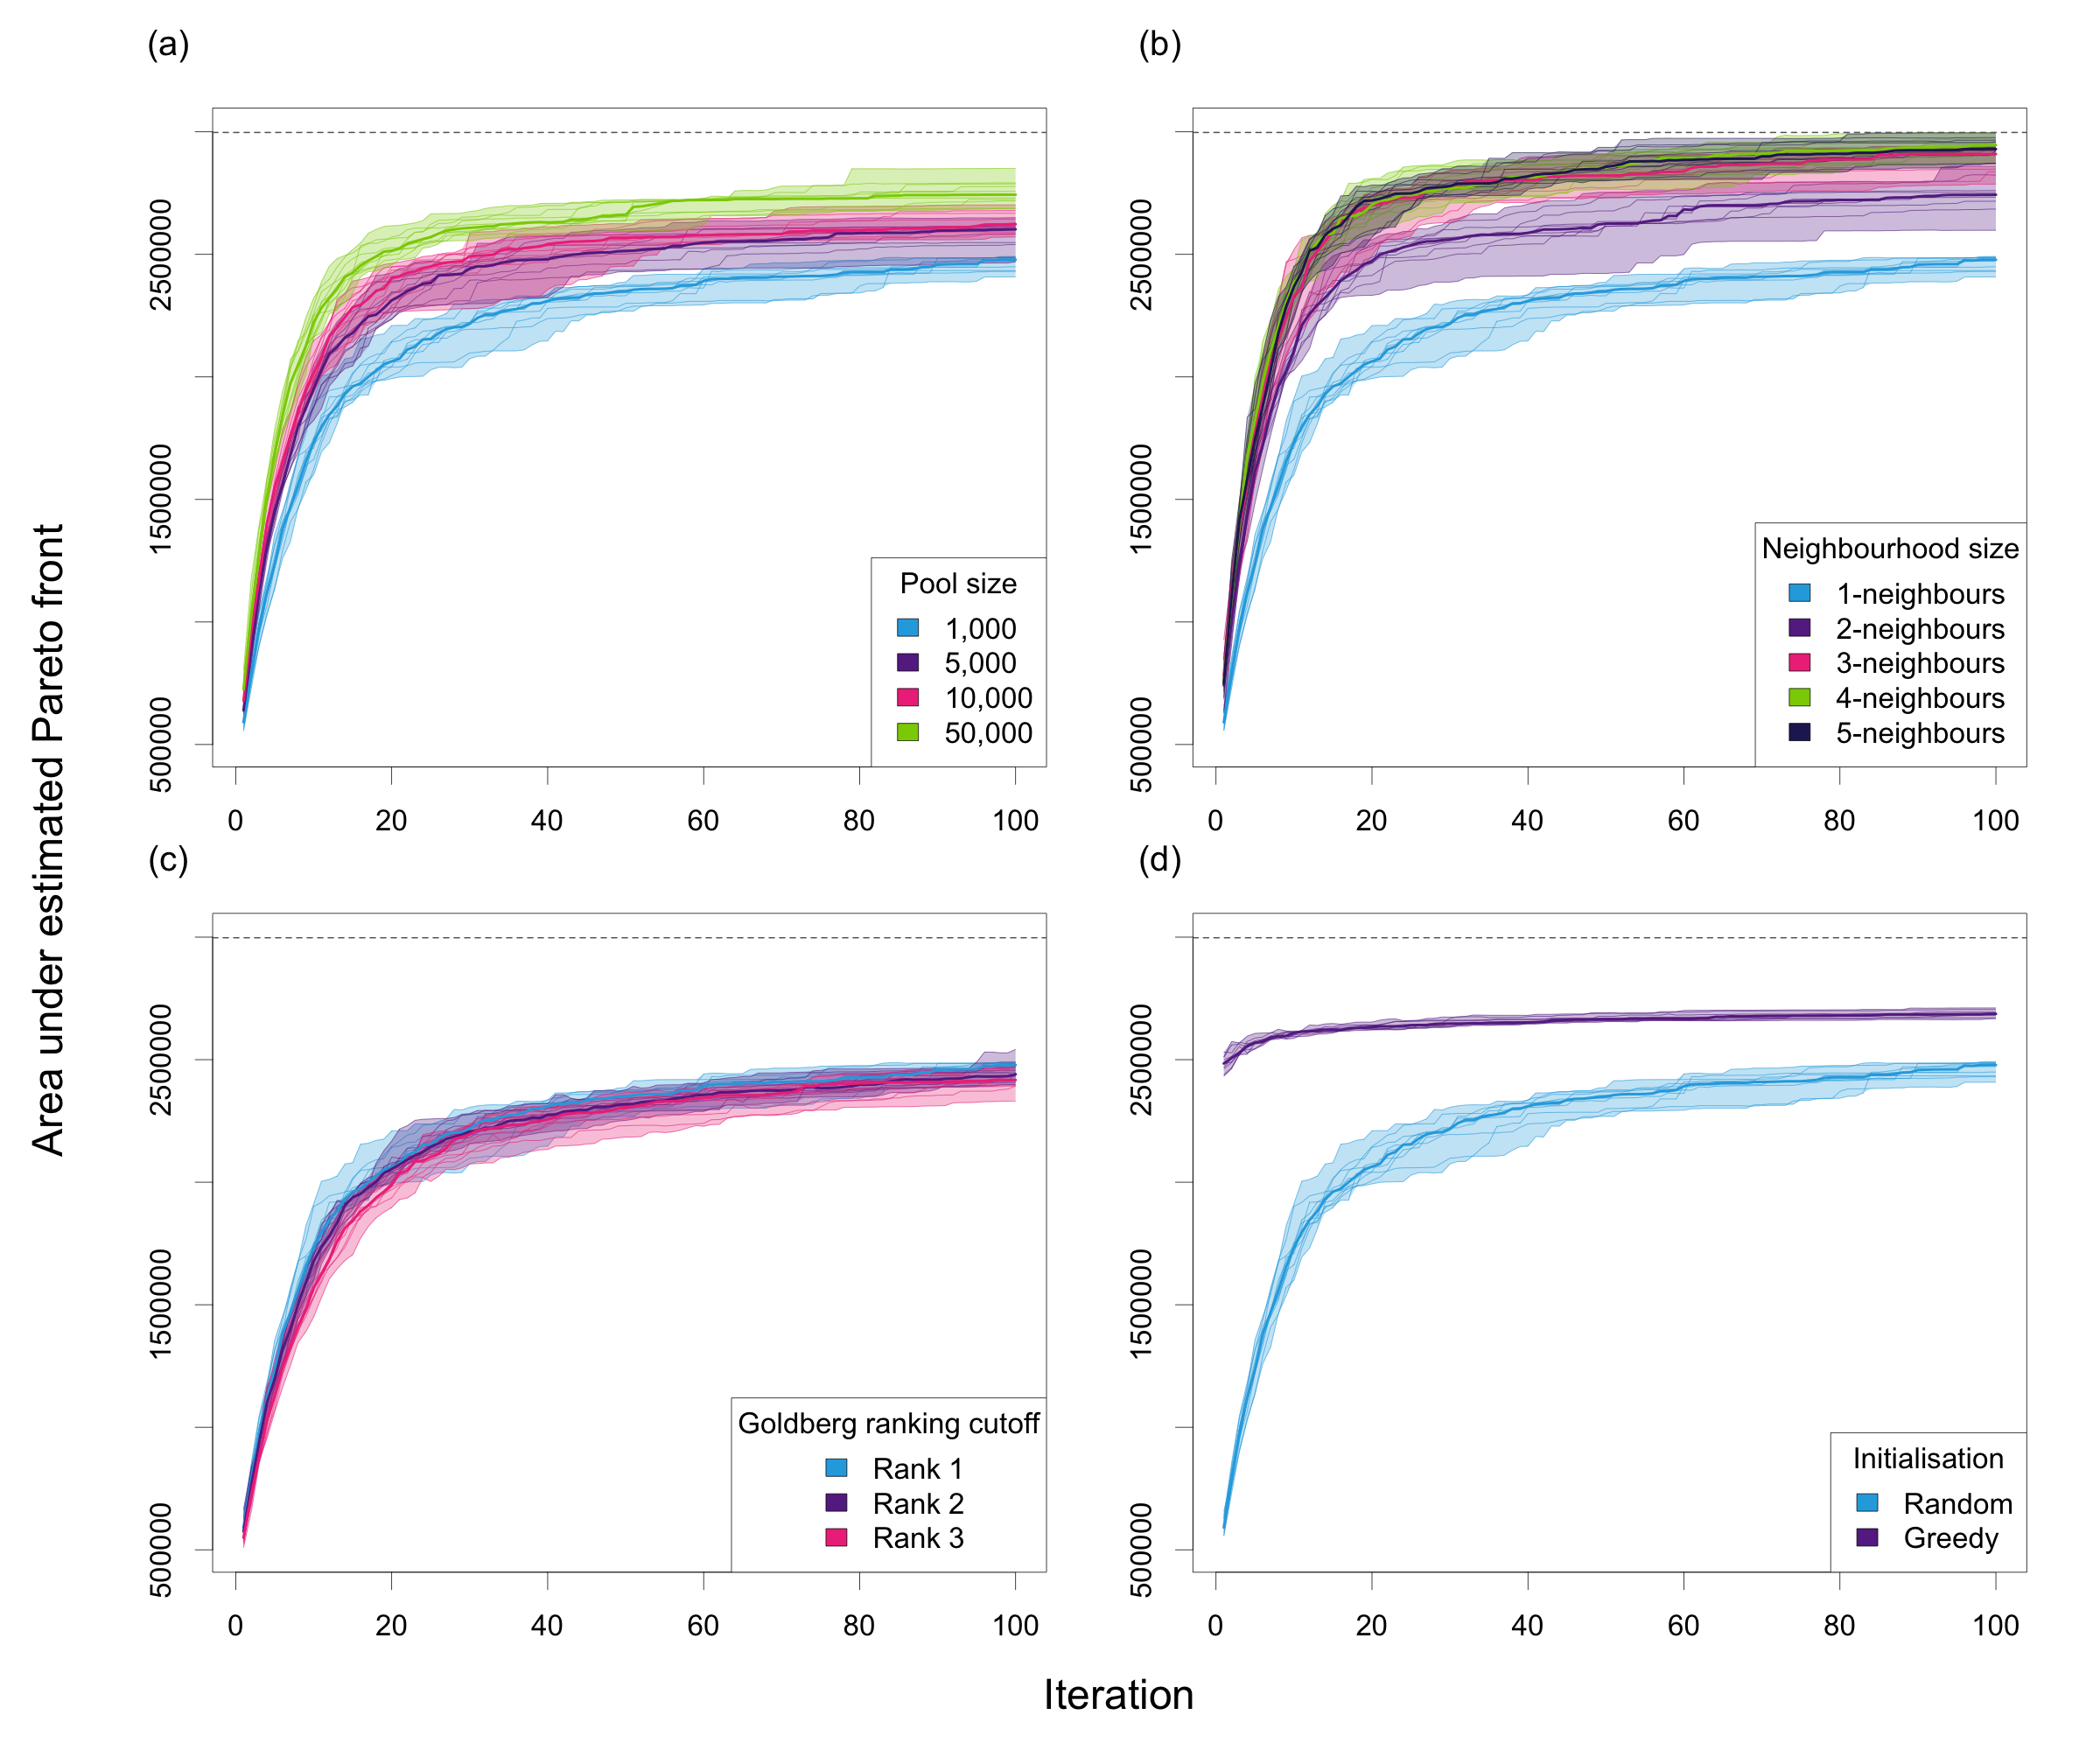 Area under estimated Pareto front
(a)
2500000
1500000
500000
0 20 40 60 80 100
Pool size
1,000
5,000
10,000
50,000
(b)
2500000
1500000
500000
0 20 40 60 80 100
Neighbourhood size
1-neighbours
2-neighbours
3-neighbours
4-neighbours
5-neighbours
(c)
2500000
1500000
500000
0 20 40 60 80 100
Goldberg ranking cutoff
Rank 1
Rank 2
Rank 3
(d)
2500000
1500000
500000
0 20 40 60 80 100
Initialisation
Random
Greedy
Iteration